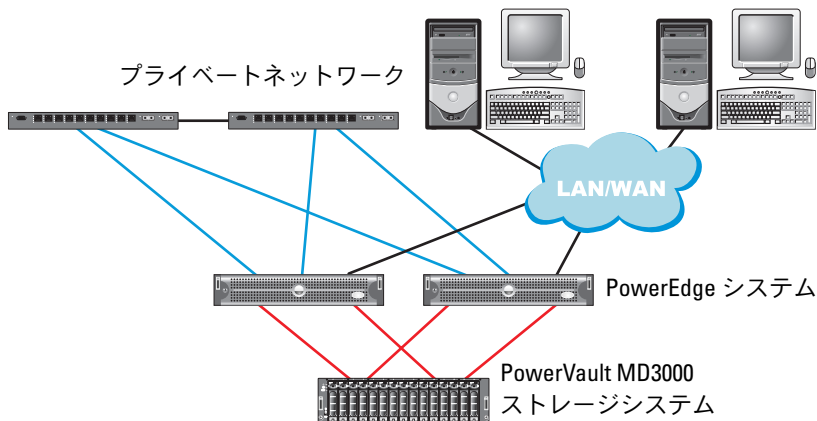 プライベートネットワーク
LAN/WAN
PowerEdge システム
PowerVault MD3000
ストレージシステム